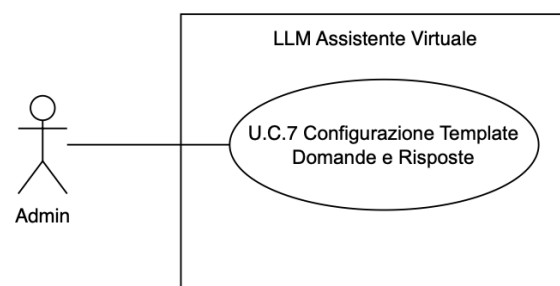 LLM Assistente Virtuale
U.C.7 Configurazione Template
Domande e Risposte
Admin